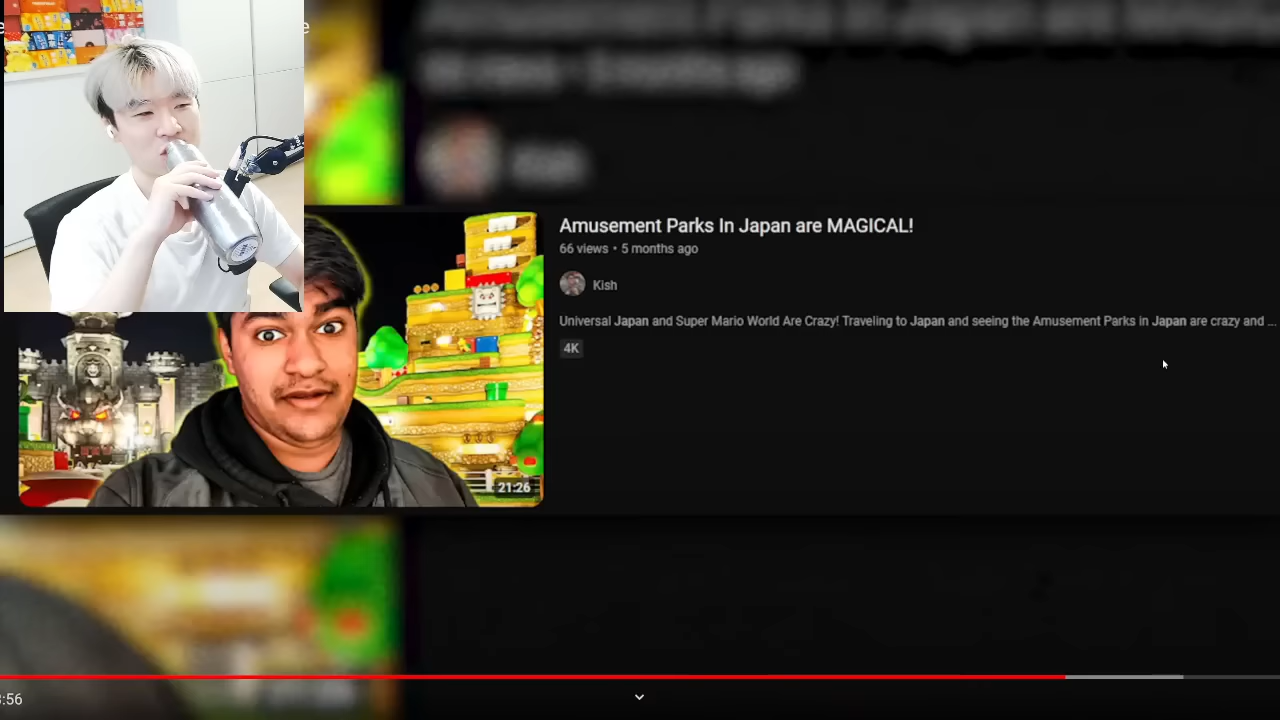 Amusement Parks In Japan are MAGICAL!
66 views • 5 months ago
Kish
Universal Japan and Super Mario World Are Crazy! Traveling to Japan and seeing the Amusement Parks in Japan are crazy and ...
4K
21:26
:56